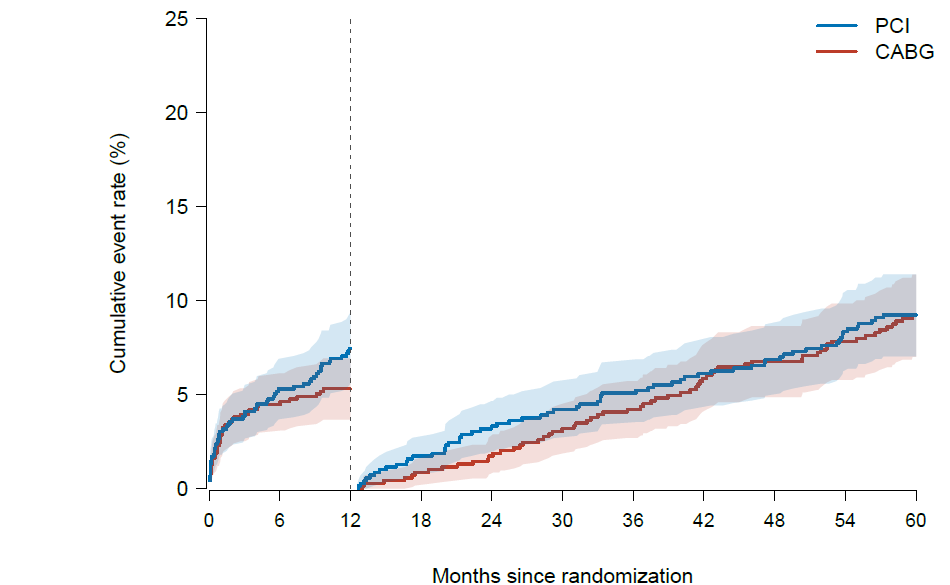 PCI
CABG
Cumulative event rate (%)
25
20
15
10
5
0
0 6 12 18 24 30 36 42 48 54 60
Months since randomization